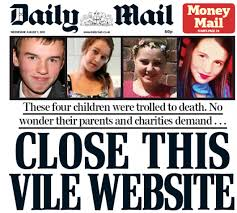 Daily Mail
Money
Mail
50p
These four children were trolled to death. No
wonder their parents and charities demand . . .
CLOSE THIS
VILE WEBSITE